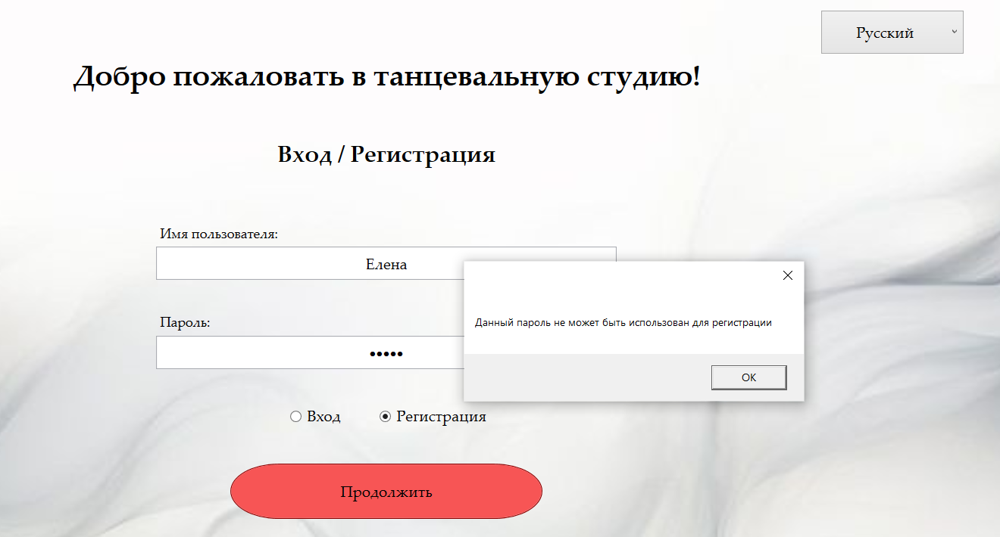 Русский
Добро пожаловать в танцевальную студию!
Вход / Регистрация
Имя пользователя:
Елена
Пароль:
•••••
Данный пароль не может быть использован для регистрации
OK
Вход
Регистрация
Продолжить